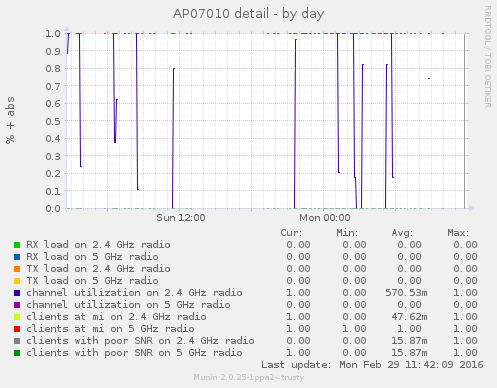 AP07010 detail - by day
RRDTOOL / TOBI OETIKER
% + abs
1.0
0.9
0.8
0.7
0.6
0.5
0.4
0.3
0.2
0.1
0.0
Sun 12:00 Mon 00:00
Cur: Min: Avg: Max:
RX load on 2.4 GHz radio 0.00 0.00 0.00 0.00
RX load on 5 GHz radio 0.00 0.00 0.00 0.00
TX load on 2.4 GHz radio 0.00 0.00 0.00 0.00
TX load on 5 GHz radio 0.00 0.00 0.00 0.00
channel utilization on 2.4 GHz radio 1.00 0.00 570.53m 1.00
channel utilization on 5 GHz radio 0.00 0.00 0.00 0.00
clients at mi on 2.4 GHz radio 1.00 0.00 47.62m 1.00
clients at mi on 5 GHz radio 1.00 1.00 1.00 1.00
clients with poor SNR on 2.4 GHz radio 0.00 0.00 15.87m 1.00
clients with poor SNR on 5 GHz radio 0.00 0.00 15.87m 1.00
Last update: Mon Feb 29 11:42:09 2016
Munin 2.0.25-1ppa2~trusty